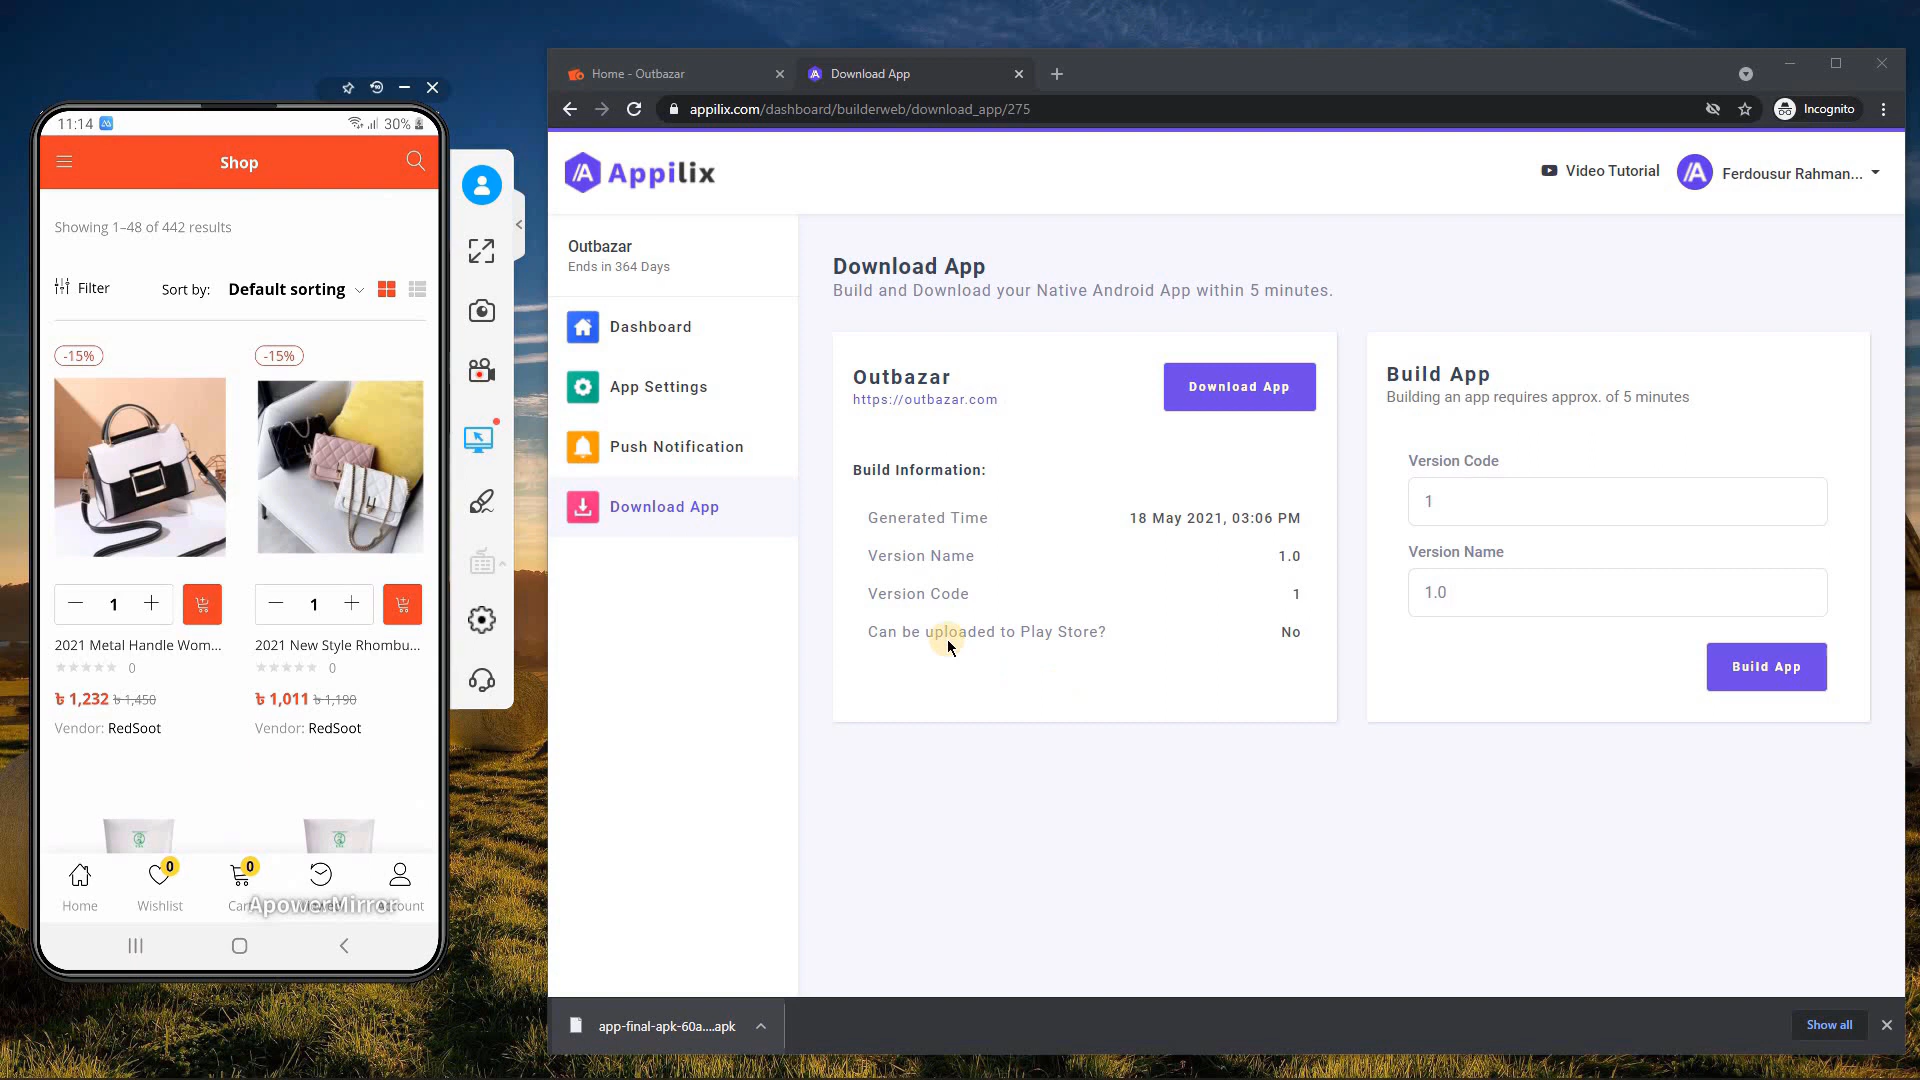 11:14
30%
Shop
Showing 1–48 of 442 results
Filter
Sort by:
Default sorting
-15%
-15%
1
1
2021 Metal Handle Wom...
2021 New Style Rhombu...
0
0
৳ 1,232 ৳ 1,450
৳ 1,011 ৳ 1,190
Vendor: RedSoot
Vendor: RedSoot
0
0
Home
Wishlist
Cart
Account
ApowerMirror
Home - Outbazar
Download App
appilix.com/dashboard/builderweb/download_app/275
Incognito
Appilix
Video Tutorial
Ferdousur Rahman...
Outbazar
Ends in 364 Days
Dashboard
App Settings
Push Notification
Download App
Download App
Build and Download your Native Android App within 5 minutes.
Outbazar
https://outbazar.com
Download App
Build Information:
Generated Time
18 May 2021, 03:06 PM
Version Name
1.0
Version Code
1
Can be uploaded to Play Store?
No
Build App
Building an app requires approx. of 5 minutes
Version Code
1
Version Name
1.0
Build App
app-final-apk-60a....apk
Show all